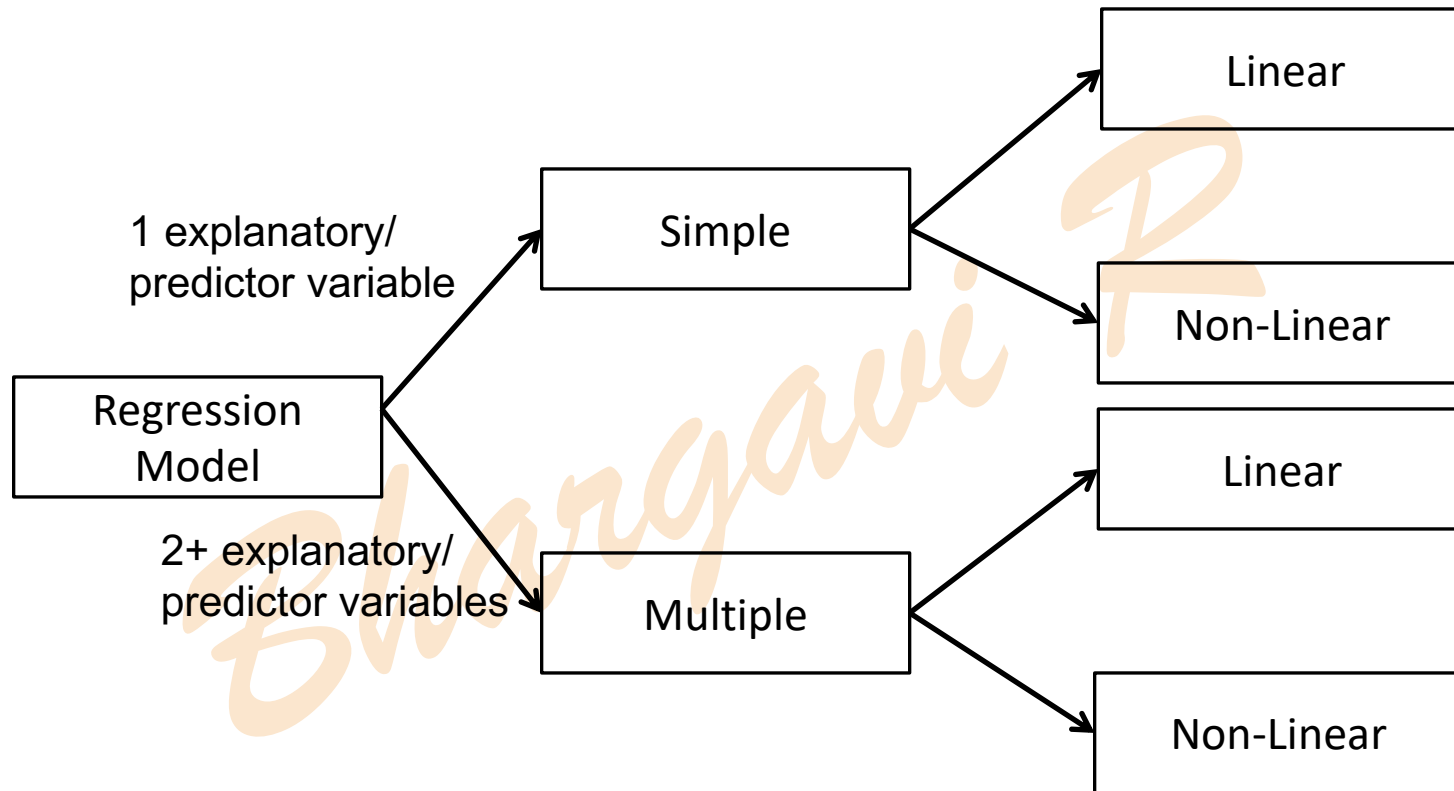 Linear
Simple
1 explanatory/
predictor variable
Non-Linear
Regression
Model
Linear
2+ explanatory/
predictor variables
Multiple
Non-Linear
Bhargavi R